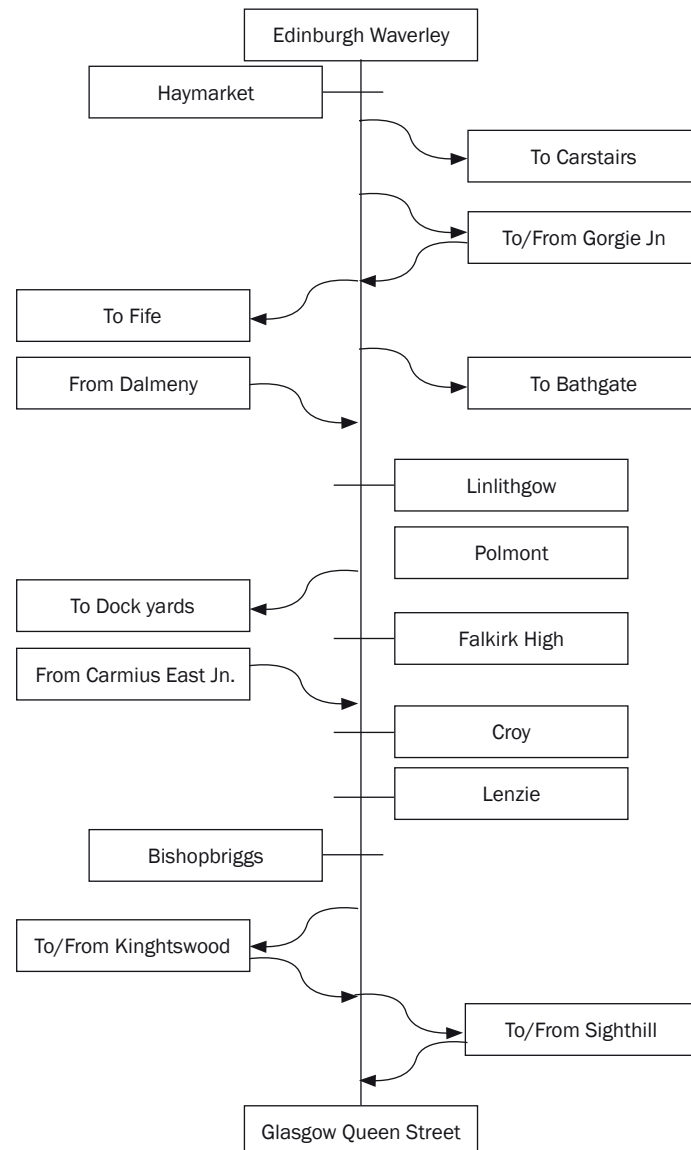 Edinburgh Waverley
Haymarket
To Carstairs
To/From Gorgie Jn
To Fife
From Dalmeny
To Bathgate
Linlithgow
Polmont
To Dock yards
Falkirk High
From Carmius East Jn.
Croy
Lenzie
Bishopbriggs
To/From Kinghtswood
To/From Sighthill
Glasgow Queen Street